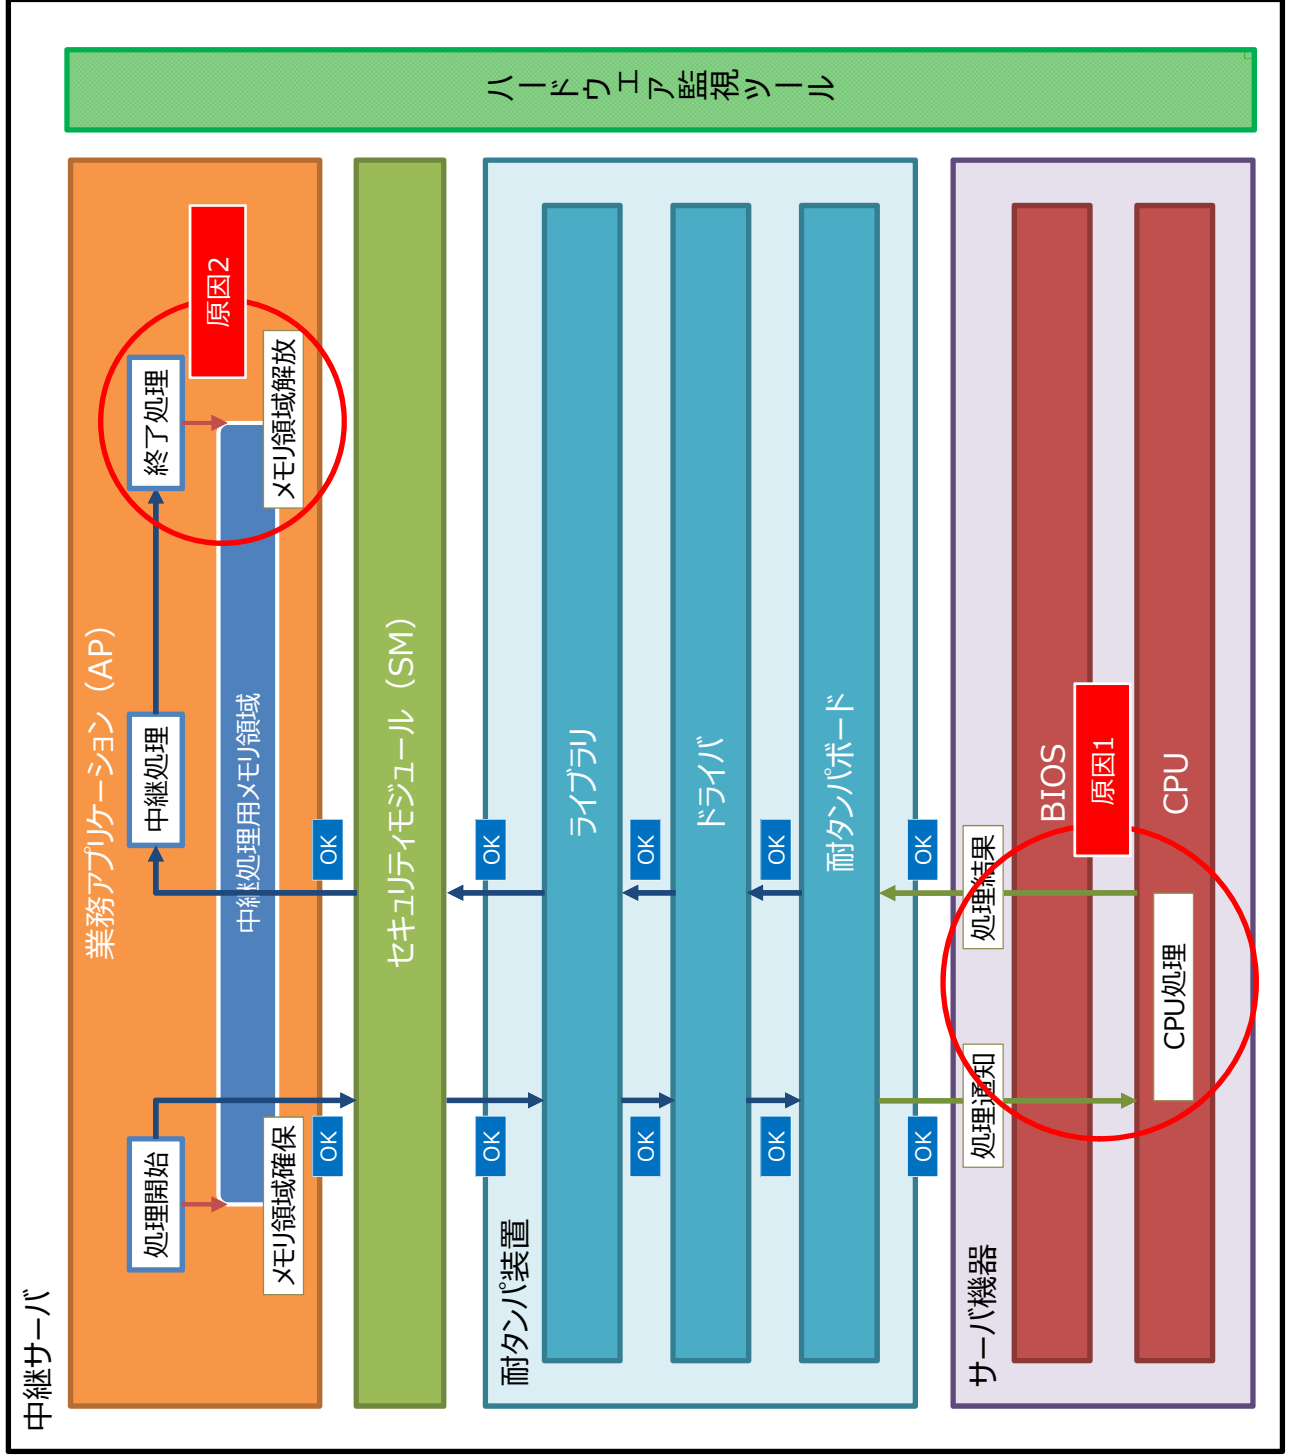 中継サーバ
業務アプリケーション（AP）
処理開始
中継処理
終了処理
原因2
中継処理用メモリ領域
メモリ領域確保
メモリ領域解放
OK
OK
セキュリティモジュール（SM）
OK
OK
耐タンパ装置
ライブラリ
OK
OK
ドライバ
OK
OK
耐タンパボード
OK
OK
サーバ機器
処理通知
処理結果
BIOS
原因1
CPU処理
CPU
ハードウエア監視ツール